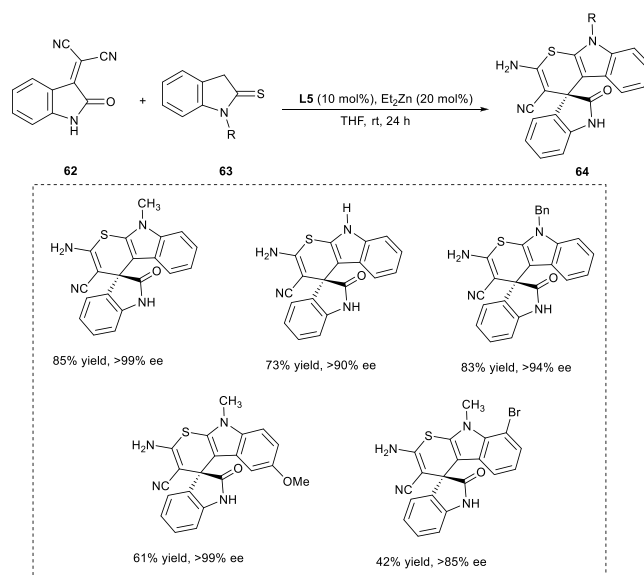 R
CN
CN
S
N
H2N
O
S
CN
O
N
H
+
N
R
L5 (10 mol%), Et2Zn (20 mol%)
THF, rt, 24 h
NH
62
63
64
CH3
H
Bn
S
N
S
N
S
N
H2N
H2N
H2N
CN
O
CN
O
CN
O
NH
NH
NH
85% yield, >99% ee
73% yield, >90% ee
83% yield, >94% ee
CH3
CH3
Br
S
N
S
N
H2N
H2N
CN
O
OMe
CN
O
NH
NH
61% yield, >99% ee
42% yield, >85% ee